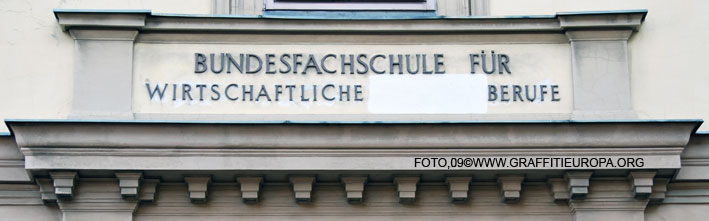 BUNDESFACHSCHULE FÜR
WIRTSCHAFTLICHE BERUFE
FOTO,09©WWW.GRAFFITIEUROPA.ORG